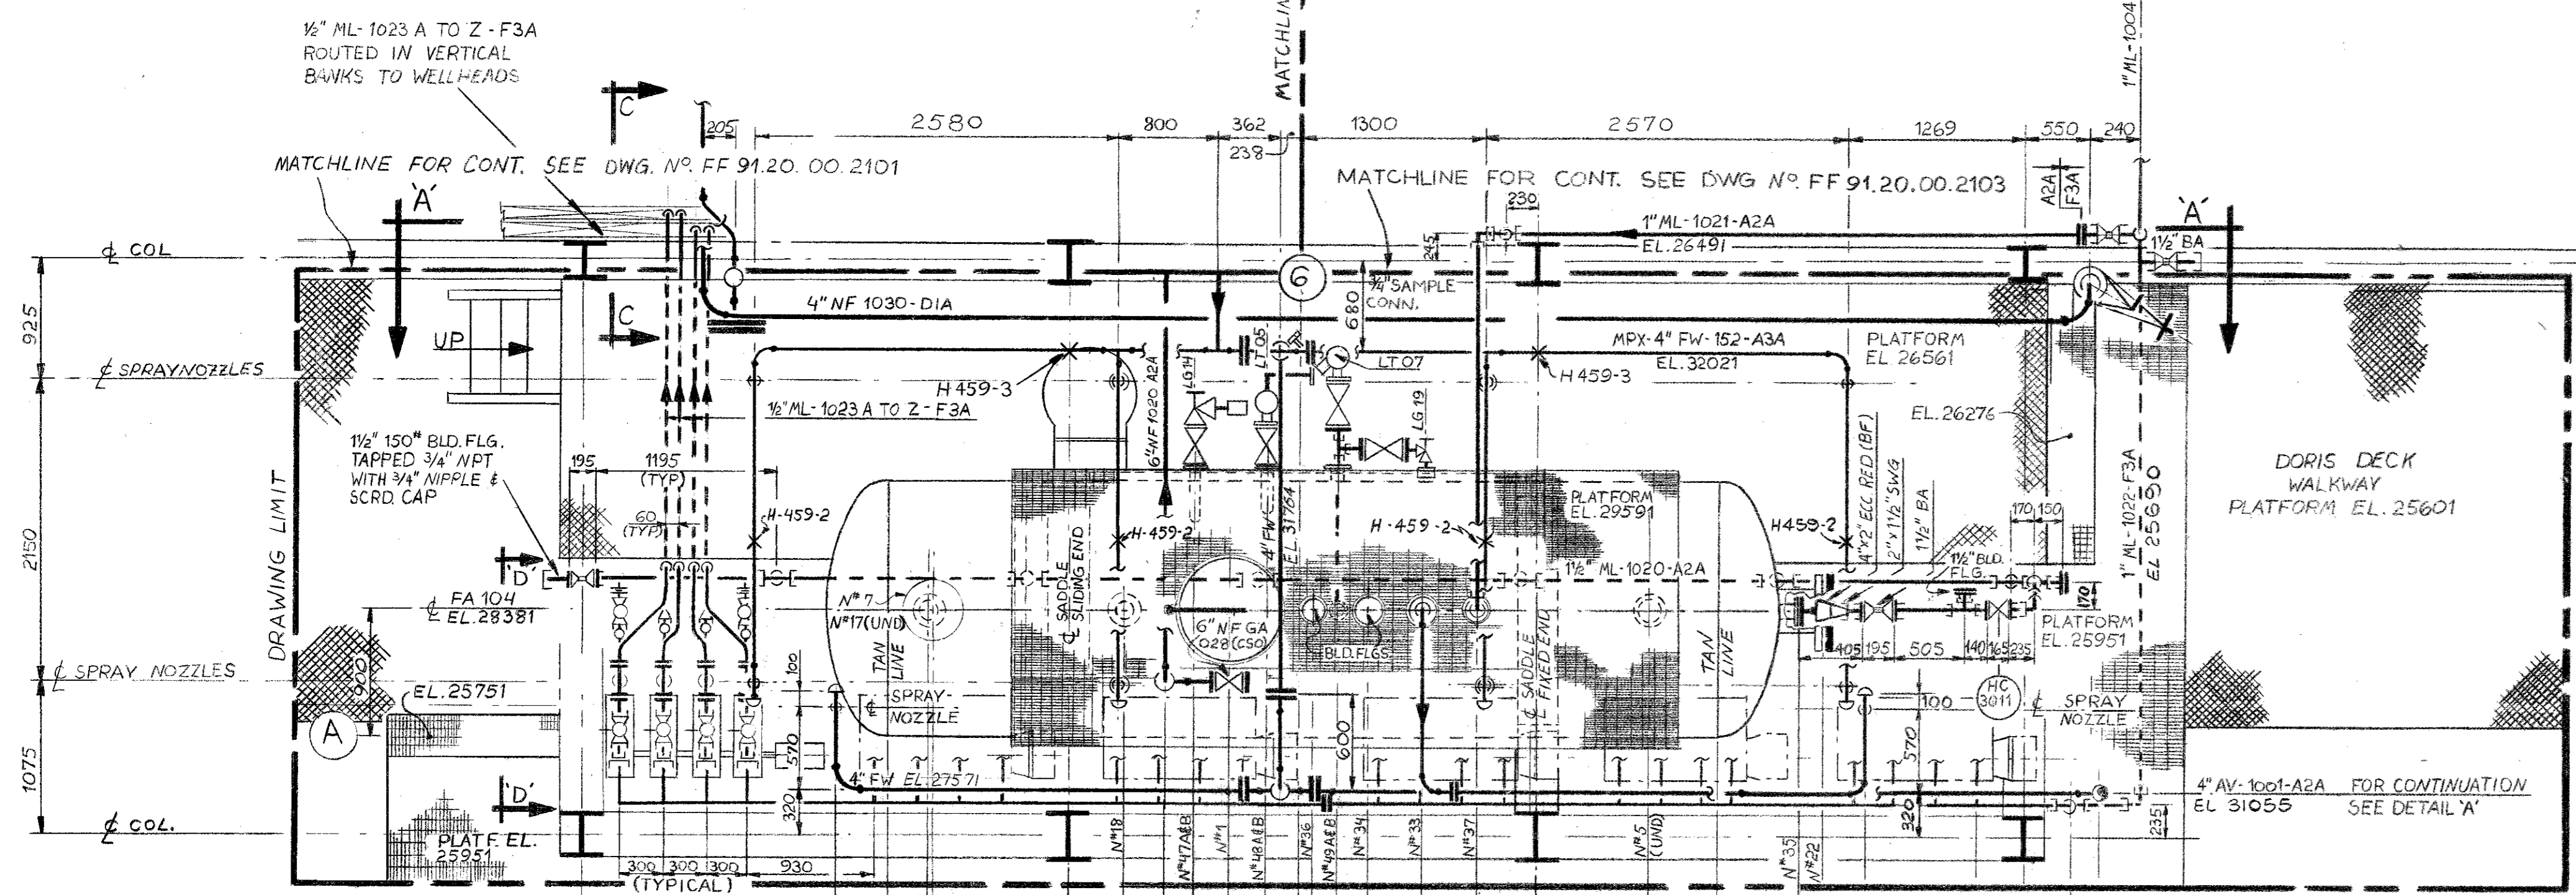 ½" ML-1023 A TO Z - F3A
ROUTED IN VERTICAL
BANKS TO WELLHEADS
MATCHLINE
1" ML-1004
C
205
2580
800
362
238
1300
2570
1269
550
240
MATCHLINE FOR CONT. SEE DWG. Nº. FF 91.20.00.2101
MATCHLINE FOR CONT. SEE DWG Nº. FF 91.20.00.2103
'A'
A2A
F3A
'A'
230
1" ML-1021-A2A
EL.26491
245
1½" BA
℄ COL
6
680
¾" SAMPLE
CONN.
4" NF 1030-DIA
C
925
UP
MPX-4" FW-152-A3A
EL.32021
PLATFORM
EL 26561
℄ SPRAY NOZZLES
H 459-3
LT 05
LT 07
H 459-3
LG 14
LG 19
6" NF 1020 A2A
½" ML-1023 A TO Z - F3A
EL.26276
1½" 150# BLD. FLG.
TAPPED ¾" NPT
WITH ¾" NIPPLE &
SCRD. CAP
195
1195
(TYP)
60
(TYP)
DRAWING LIMIT
2150
H-459-2
H-459-2
4" FW
EL 31764
H-459-2
PLATFORM
EL.29591
H459-2
4"x2" ECC. RED (BF)
2" x 1½" SWG
1½" BA
1½" BLD.
FLG.
170
150
1" ML-1022-F3A
EL 25690
DORIS DECK
WALKWAY
PLATFORM EL. 25601
'D'
℄ SADDLE
SLIDING END
1½" ML-1020-A2A
170
℄ FA 104
EL.28381
Nº 7
Nº17(UND)
TAN
LINE
6" NF GA
028 (CSO)
BLD. FLGS
℄ SADDLE
FIXED END
TAN
LINE
PLATFORM
EL.25951
405
195
505
140
165
235
℄ SPRAY NOZZLES
900
EL.25751
A
100
℄ SPRAY
NOZZLE
570
600
HC
3011
100
℄ SPRAY
NOZZLE
570
1075
4" FW EL.27571
'D'
320
320
4" AV-1001-A2A
EL 31055
FOR CONTINUATION
SEE DETAIL 'A'
235
℄ COL.
PLATF. EL.
25951
300
300
300
930
(TYPICAL)
Nº18
Nº47A&B
Nº1
Nº48A&B
Nº36
Nº49A&B
Nº34
Nº33
Nº37
Nº5
(UND)
Nº35
Nº22